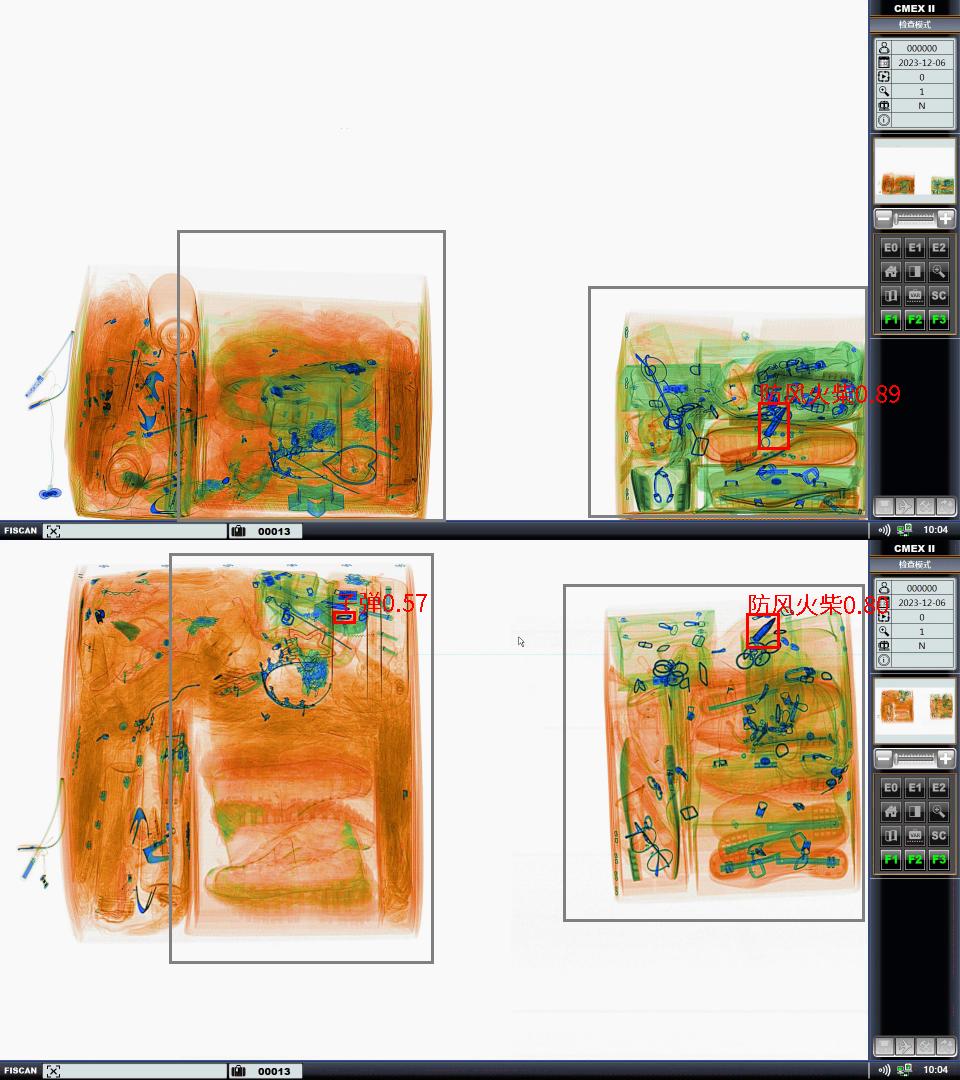 CMEX II
检查模式
000000
2023-12-06
0
1
N
E0 E1 E2
VAR SC
F1 F2 F3
防风火柴0.89
FISCAN
00013
10:04
CMEX II
检查模式
000000
2023-12-06
0
1
N
子弹0.57
防风火柴0.80
E0 E1 E2
VAR SC
F1 F2 F3
FISCAN
00013
10:04